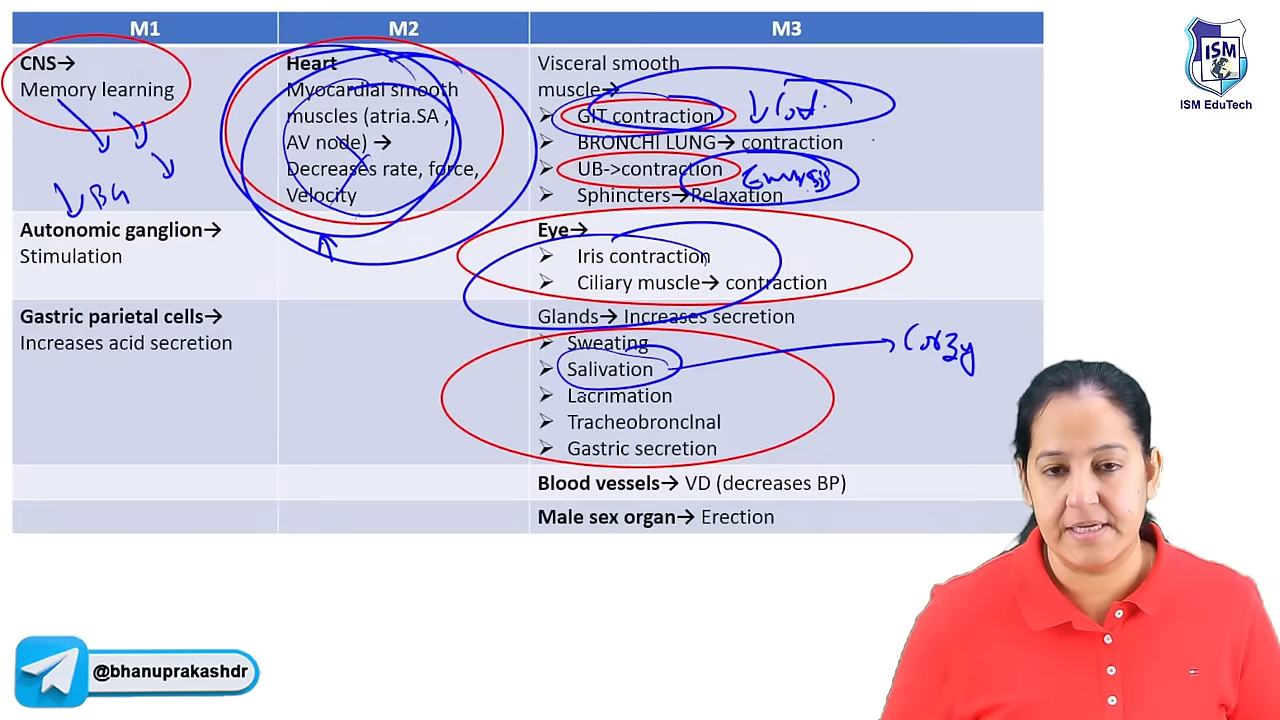 M1
M2
M3
CNS→
Memory learning
Heart
Myocardial smooth
muscles (atria.SA ,
AV node) →
Decreases rate, force,
Velocity
Visceral smooth
muscle→
GIT contraction
BRONCHI LUNG→ contraction
UB->contraction
Sphincters→Relaxation
↓BG
Autonomic ganglion→
Stimulation
Eye→
Iris contraction
Ciliary muscle→ contraction
Gastric parietal cells→
Increases acid secretion
Glands→ Increases secretion
Sweating
Salivation
Lacrimation
Tracheobronclnal
Gastric secretion
Blood vessels→ VD (decreases BP)
Male sex organ→ Erection
ISM
ISM EduTech
@bhanuprakashdr